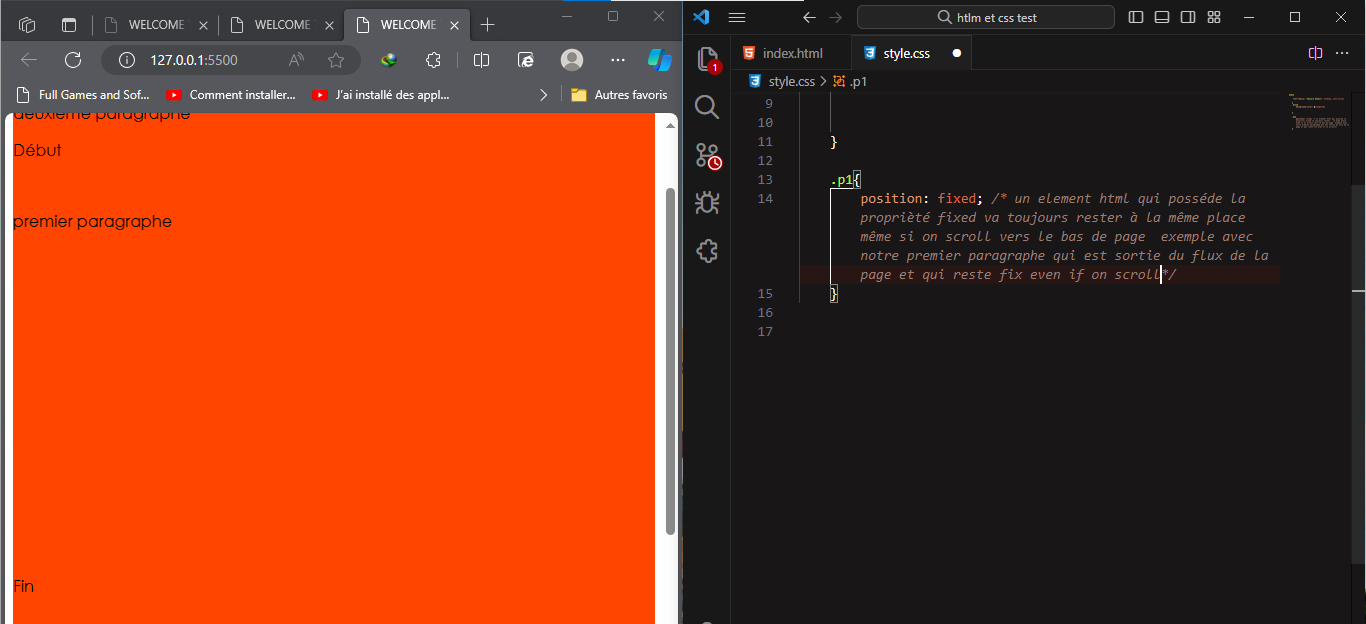 WELCOME
WELCOME
WELCOME
127.0.0.1:5500
Full Games and Sof...
Comment installer...
J'ai installé des appl...
Autres favoris
deuxieme paragraphe
Début
premier paragraphe
Fin
htlm et css test
index.html
style.css
1
style.css > .p1
9
10
11 }
12
13 .p1{
14 position: fixed; /* un element html qui posséde la
propriète fixed va toujours rester à la même place
même si on scroll vers le bas de page exemple avec
notre premier paragraphe qui est sortie du flux de la
page et qui reste fix even if on scroll*/
15 }
16
17